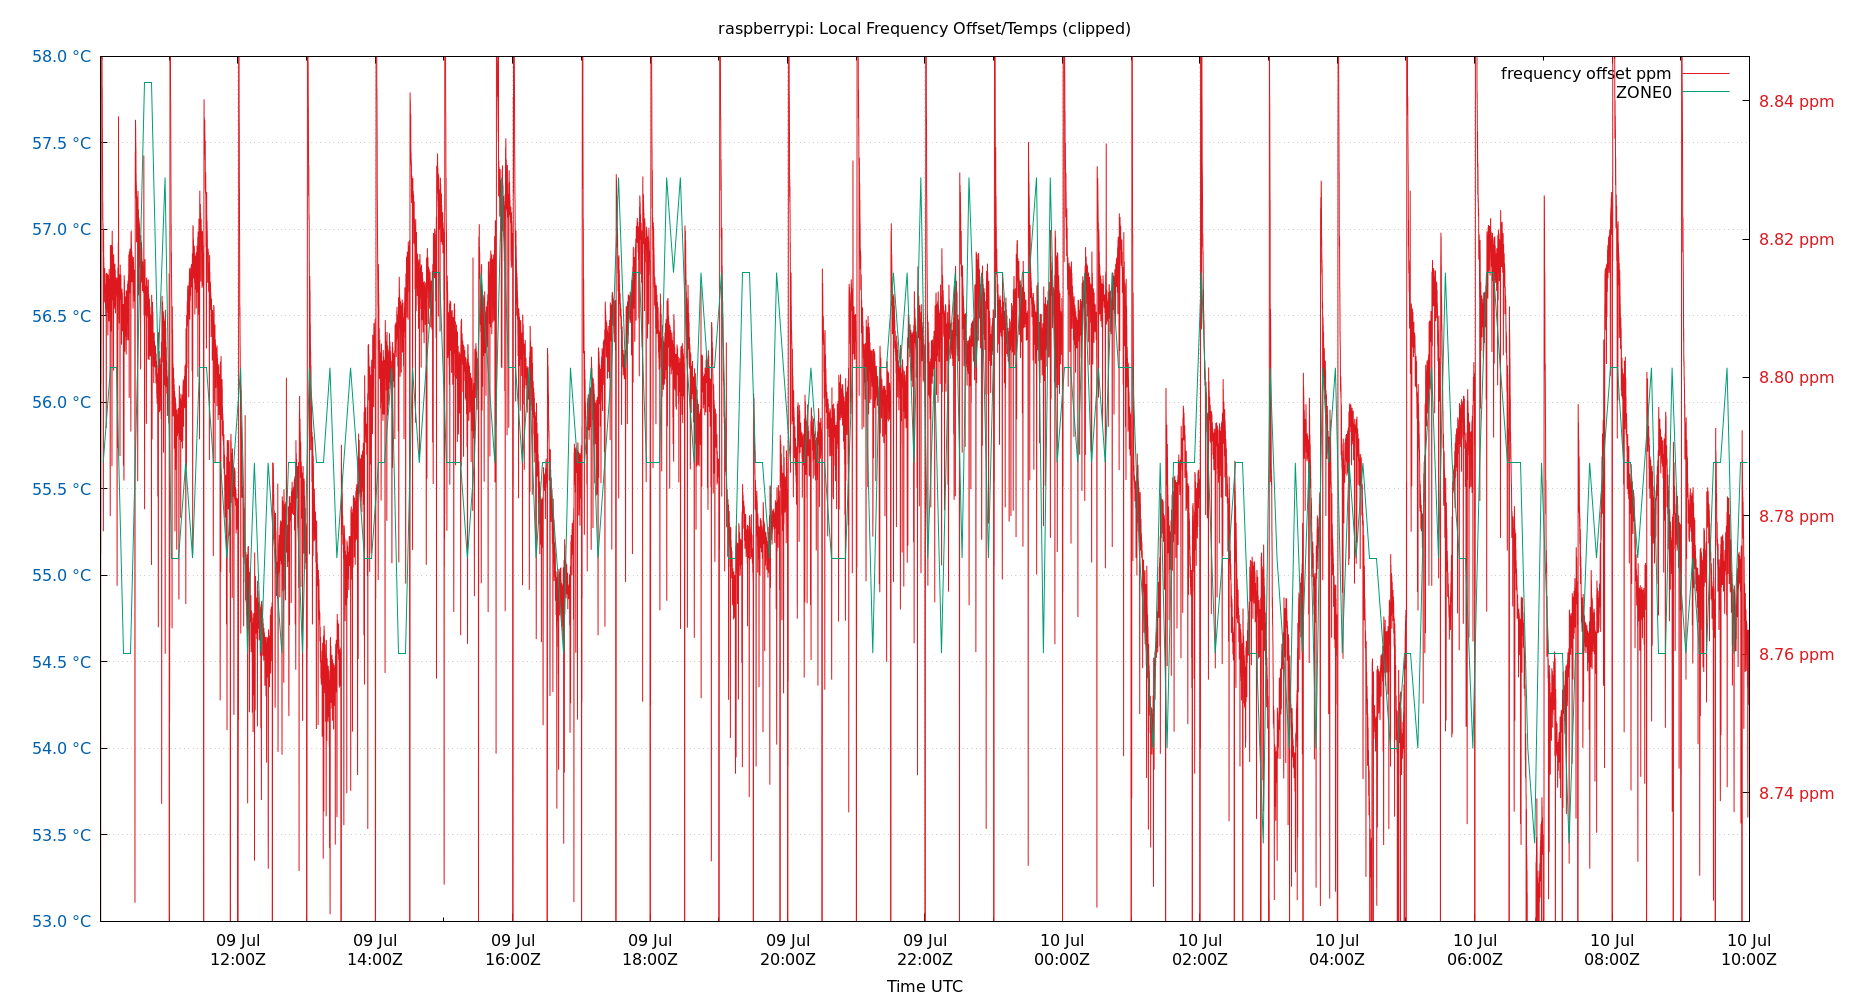 raspberrypi: Local Frequency Offset/Temps (clipped)
58.0 °C
57.5 °C
57.0 °C
56.5 °C
56.0 °C
55.5 °C
55.0 °C
54.5 °C
54.0 °C
53.5 °C
53.0 °C
frequency offset ppm
ZONE0
8.84 ppm
8.82 ppm
8.80 ppm
8.78 ppm
8.76 ppm
8.74 ppm
09 Jul 09 Jul 09 Jul 09 Jul 09 Jul 09 Jul 10 Jul 10 Jul 10 Jul 10 Jul 10 Jul 10 Jul
12:00Z 14:00Z 16:00Z 18:00Z 20:00Z 22:00Z 00:00Z 02:00Z 04:00Z 06:00Z 08:00Z 10:00Z
Time UTC